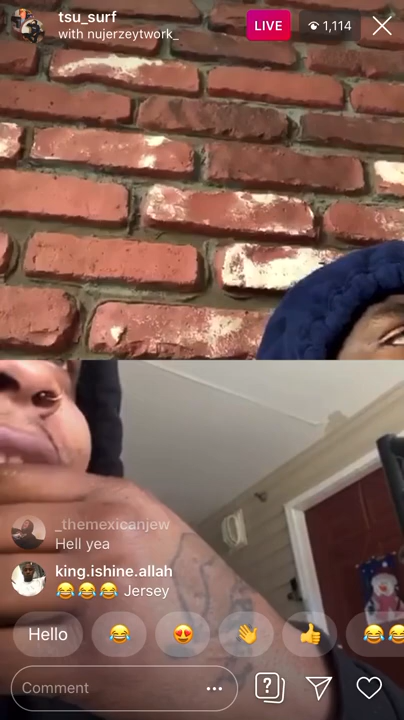 tsu_surf
with nujerzeytwork_
LIVE
1,114
_themexicanjew
Hell yea
king.ishine.allah
😂😂😂 Jersey
Hello
Comment